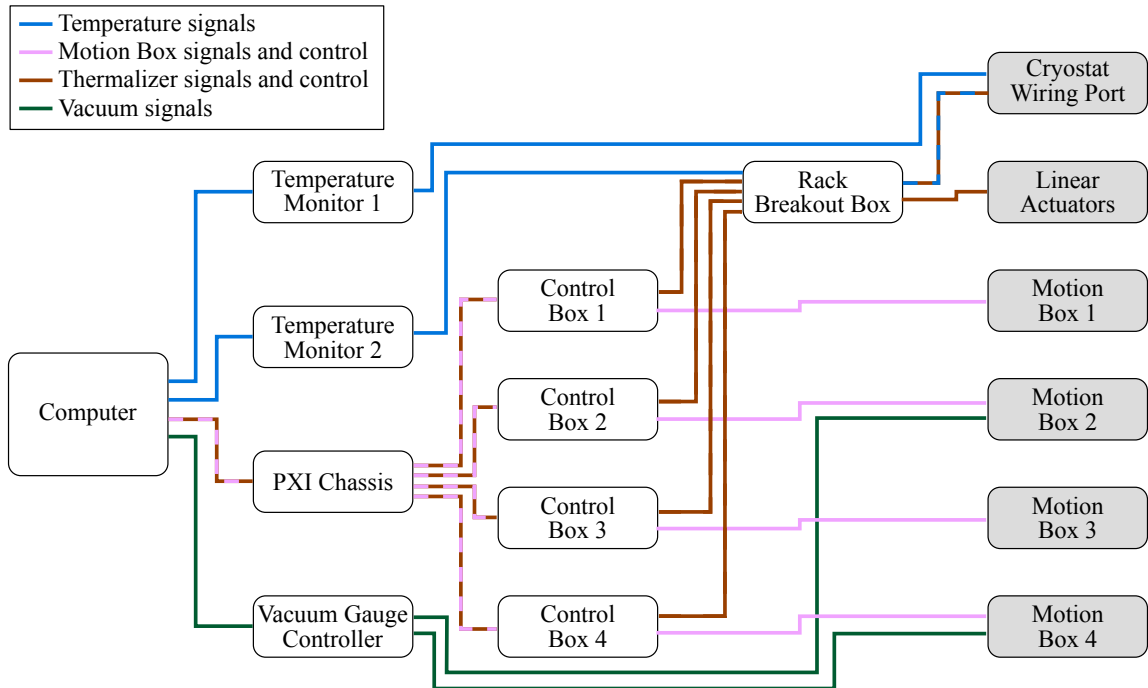 Temperature signals
Motion Box signals and control
Thermalizer signals and control
Vacuum signals
Cryostat
Wiring Port
Temperature
Monitor 1
Rack
Breakout Box
Linear
Actuators
Control
Box 1
Motion
Box 1
Temperature
Monitor 2
Computer
Control
Box 2
Motion
Box 2
PXI Chassis
Control
Box 3
Motion
Box 3
Vacuum Gauge
Controller
Control
Box 4
Motion
Box 4